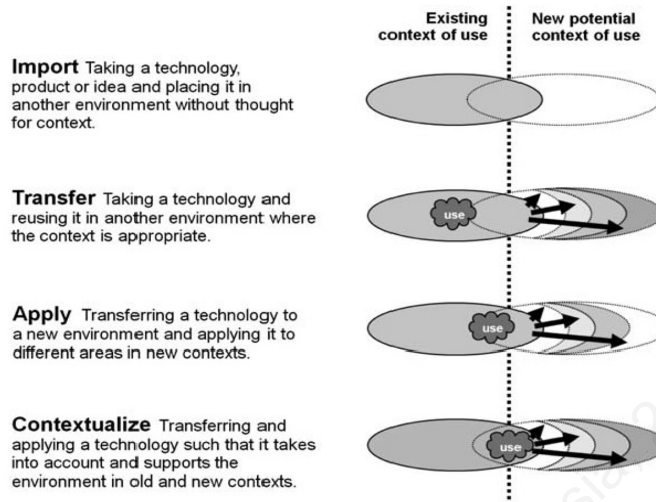 Existing context of use
New potential context of use
Import Taking a technology,
product or idea and placing it in
another environment without thought
for context.
Transfer Taking a technology and
reusing it in another environment where
the context is appropriate.
use
Apply Transferring a technology to
a new environment and applying it to
different areas in new contexts.
use
Contextualize Transferring and
applying a technology such that it takes
into account and supports the
environment in old and new contexts.
use